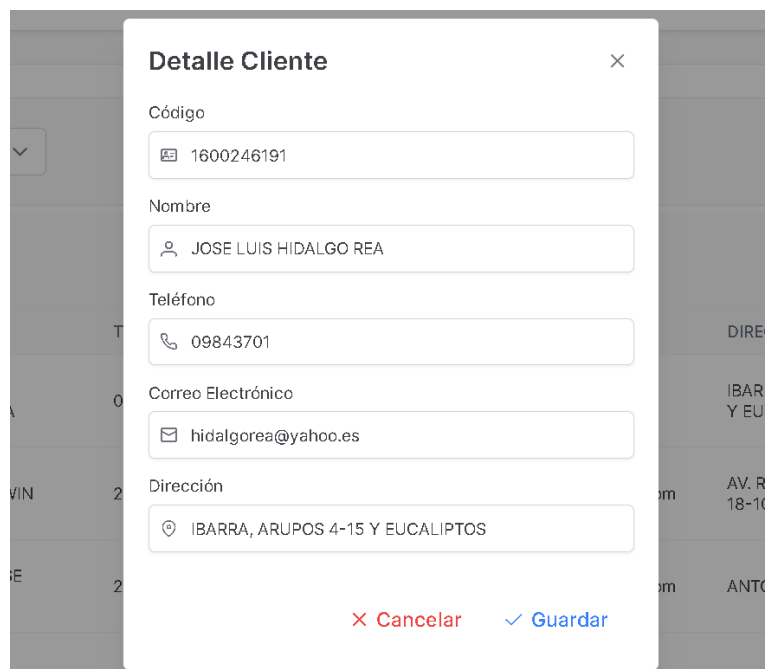 Detalle Cliente
Código
1600246191
Nombre
JOSE LUIS HIDALGO REA
Teléfono
09843701
Correo Electrónico
hidalgorea@yahoo.es
Dirección
IBARRA, ARUPOS 4-15 Y EUCALIPTOS
Cancelar
Guardar